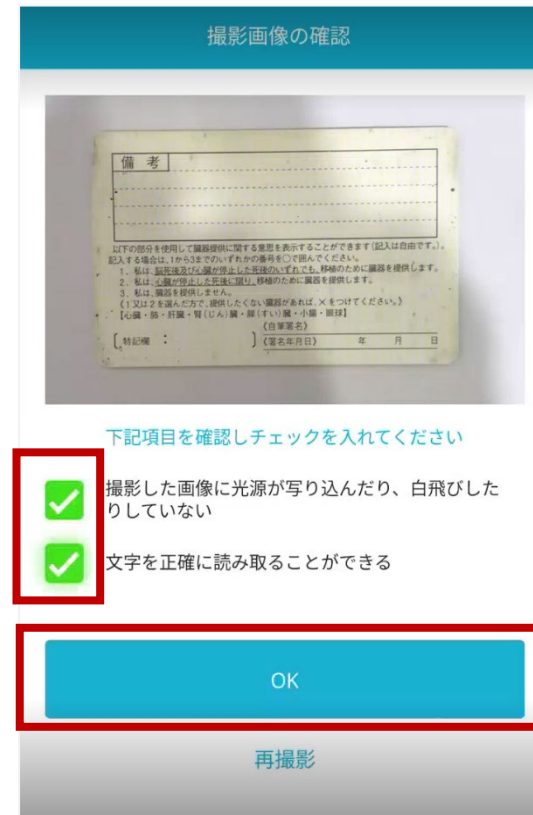 撮影画像の確認
備 考
以下の部分を使用して臓器提供に関する意思を表示することができます(記入は自由です。)。
記入する場合は、1から3までのいずれかの番号を○で囲んでください。
1. 私は、脳死後及び心臓が停止した死後のいずれでも、移植のために臓器を提供します。
2. 私は、心臓が停止した死後に限り、移植のために臓器を提供します。
3. 私は、臓器を提供しません。
《1又は2を選んだ方で、提供したくない臓器があれば、×をつけてください。》
【心臓・肺・肝臓・腎(じん)臓・膵(すい)臓・小腸・眼球】
〔特記欄: 〕
《自筆署名》
《署名年月日》 年 月 日
下記項目を確認しチェックを入れてください
撮影した画像に光源が写り込んだり、白飛びした
りしていない
文字を正確に読み取ることができる
OK
再撮影